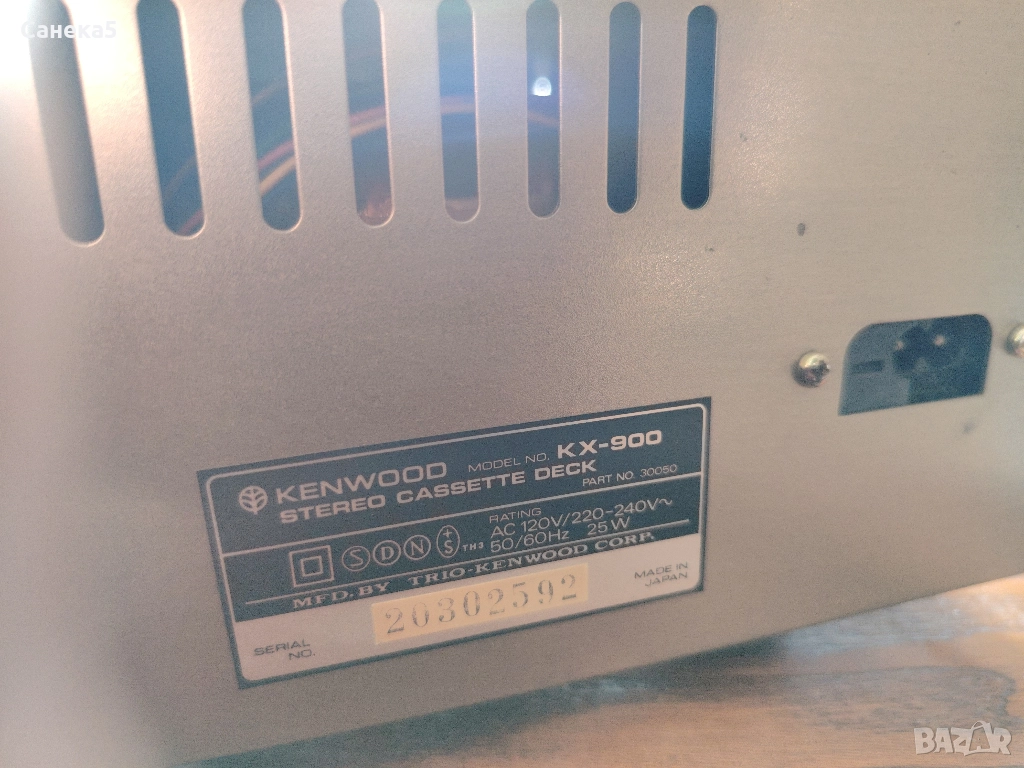 Санека5
KENWOOD MODEL NO. KX-900
STEREO CASSETTE DECK PART NO. 30050
RATING
AC 120V/220-240V~
S D N +S TH3 50/60Hz 25W
MFD. BY TRIO-KENWOOD CORP.
SERIAL NO. 20302592 MADE IN JAPAN
BAZAR